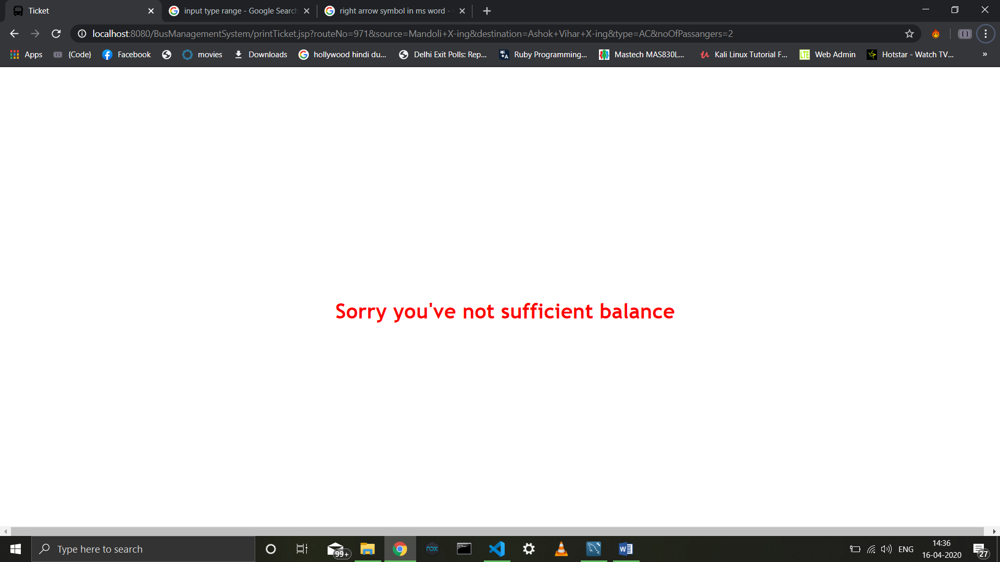 Ticket
input type range - Google Search
right arrow symbol in ms word -
localhost:8080/BusManagementSystem/printTicket.jsp?routeNo=971&source=Mandoli+X-ing&destination=Ashok+Vihar+X-ing&type=AC&noOfPassangers=2
Apps {Code} Facebook movies Downloads hollywood hindi du... Delhi Exit Polls: Rep... Ruby Programming... Mastech MAS830L... Kali Linux Tutorial F... Web Admin Hotstar - Watch TV... »
Sorry you've not sufficient balance
Type here to search
99+
nox
ENG
14:36
16-04-2020
27